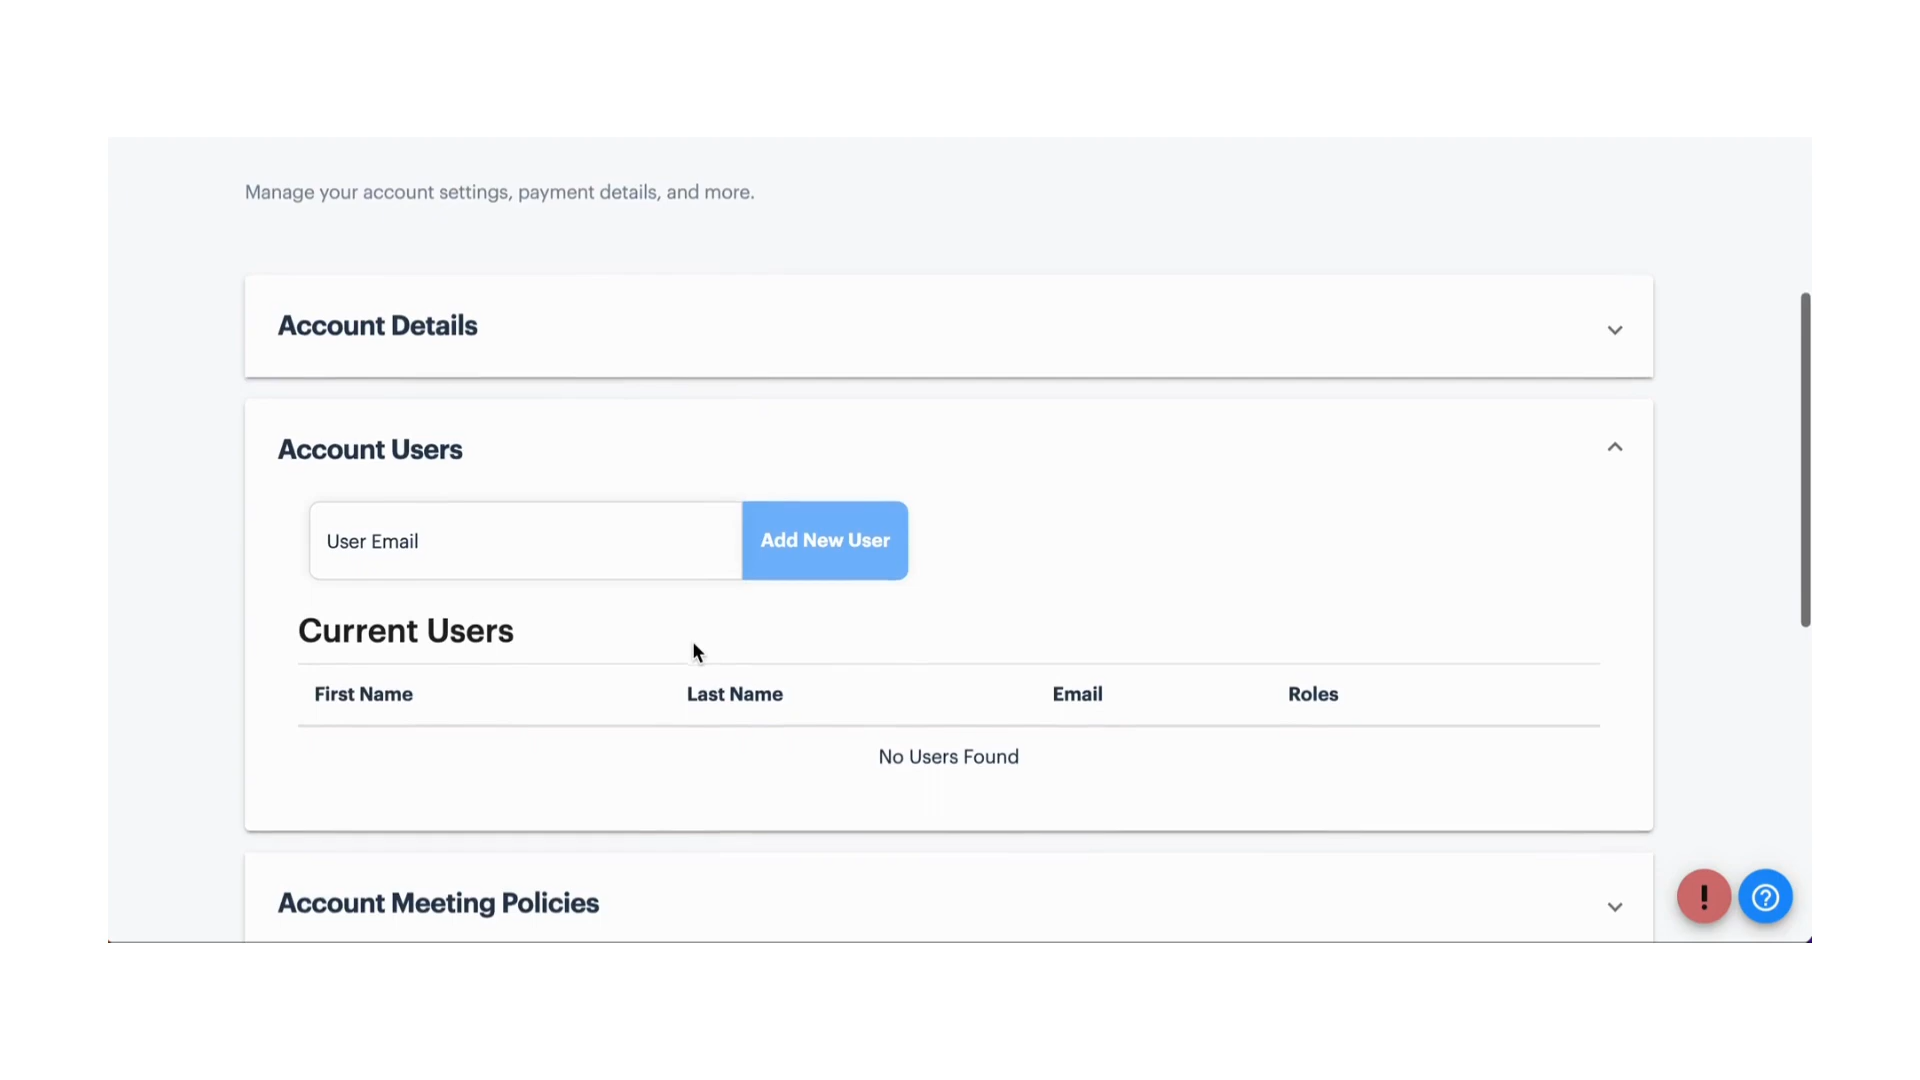 Manage your account settings, payment details, and more.
Account Details
Account Users
User Email
Add New User
Current Users
First Name Last Name Email Roles
No Users Found
Account Meeting Policies